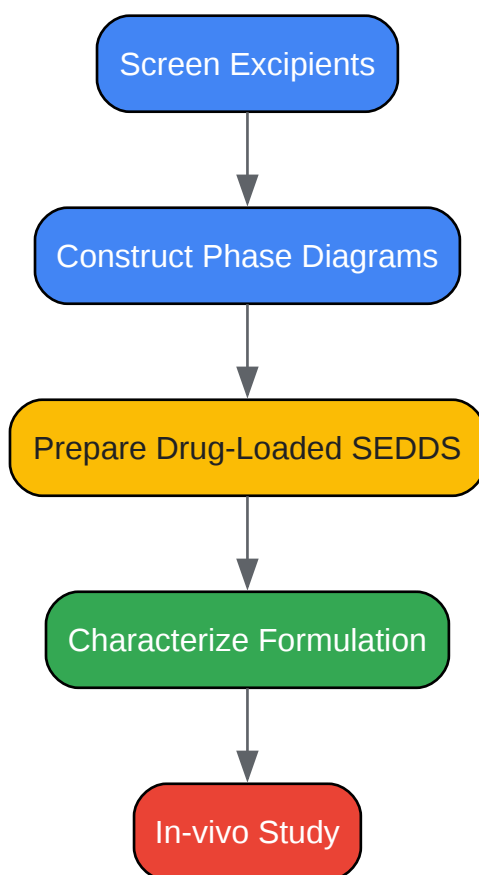 Screen Excipients
Construct Phase Diagrams
Prepare Drug-Loaded SEDDS
Characterize Formulation
In-vivo Study